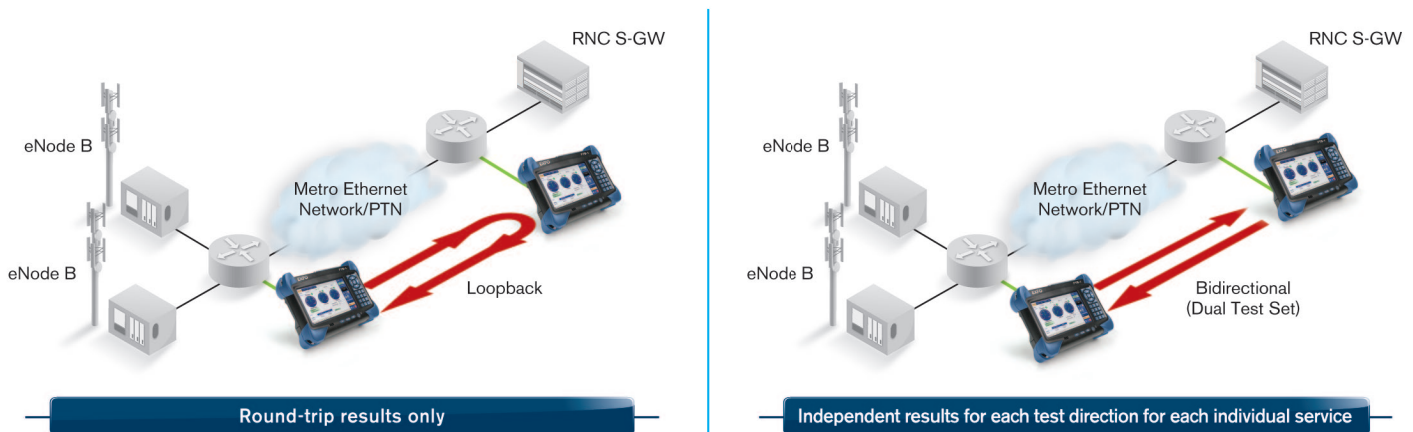 RNC S-GW
eNode B
Metro Ethernet
Network/PTN
eNode B
Loopback
Round-trip results only
RNC S-GW
eNode B
Metro Ethernet
Network/PTN
eNode B
Bidirectional
(Dual Test Set)
Independent results for each test direction for each individual service